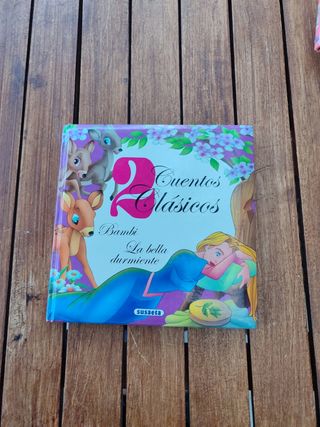 2 Cuentos
Clásicos
Bambi
La bella
durmiente
susaeta